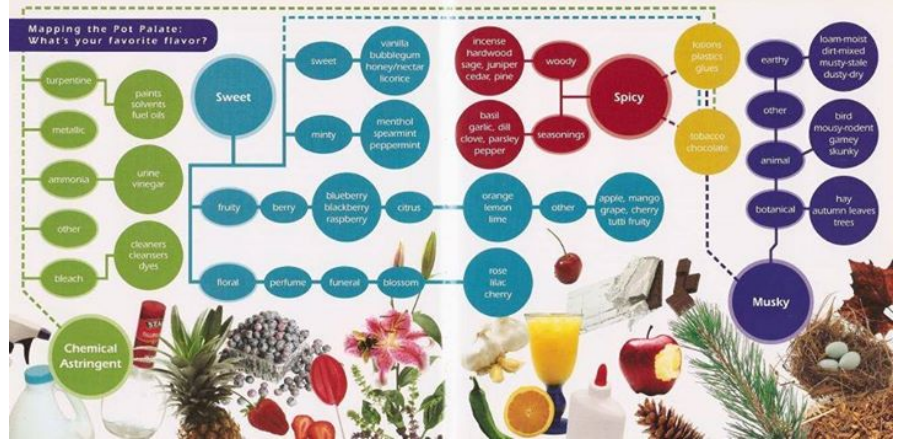 Mapping the Pot Palate:
What's your favorite flavor?
turpentine
paints
solvents
fuel oils
metallic
ammonia
urine
vinegar
other
cleaners
cleansers
dyes
bleach
Chemical
Astringent
Sweet
sweet
vanilla
bubblegum
honey/nectar
licorice
minty
menthol
spearmint
peppermint
fruity
berry
blueberry
blackberry
raspberry
citrus
orange
lemon
lime
other
apple, mango
grape, cherry
tutti fruity
floral
perfume
funeral
blossom
rose
lilac
cherry
incense
hardwood
sage, juniper
cedar, pine
woody
Spicy
basil
garlic, dill
clove, parsley
pepper
seasonings
lotions
plastics
glues
tobacco
chocolate
earthy
loam-moist
dirt-mixed
musty-stale
dusty-dry
other
animal
bird
mousy-rodent
gamey
skunky
botanical
hay
autumn leaves
trees
Musky